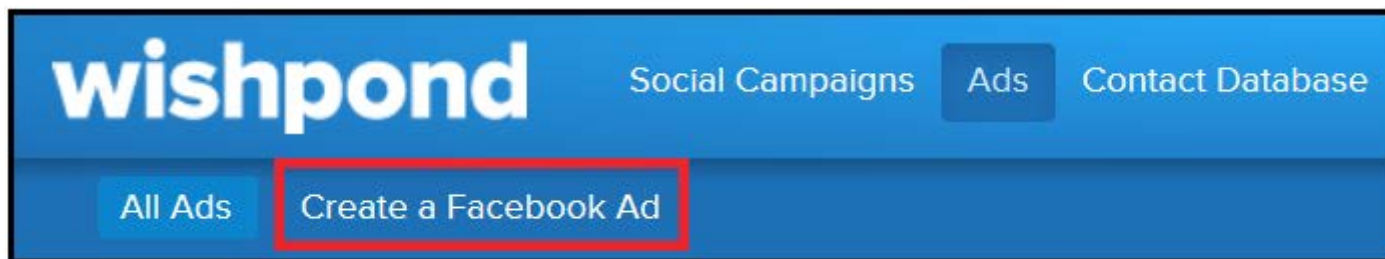 wishpond Social Campaigns Ads Contact Database
All Ads Create a Facebook Ad